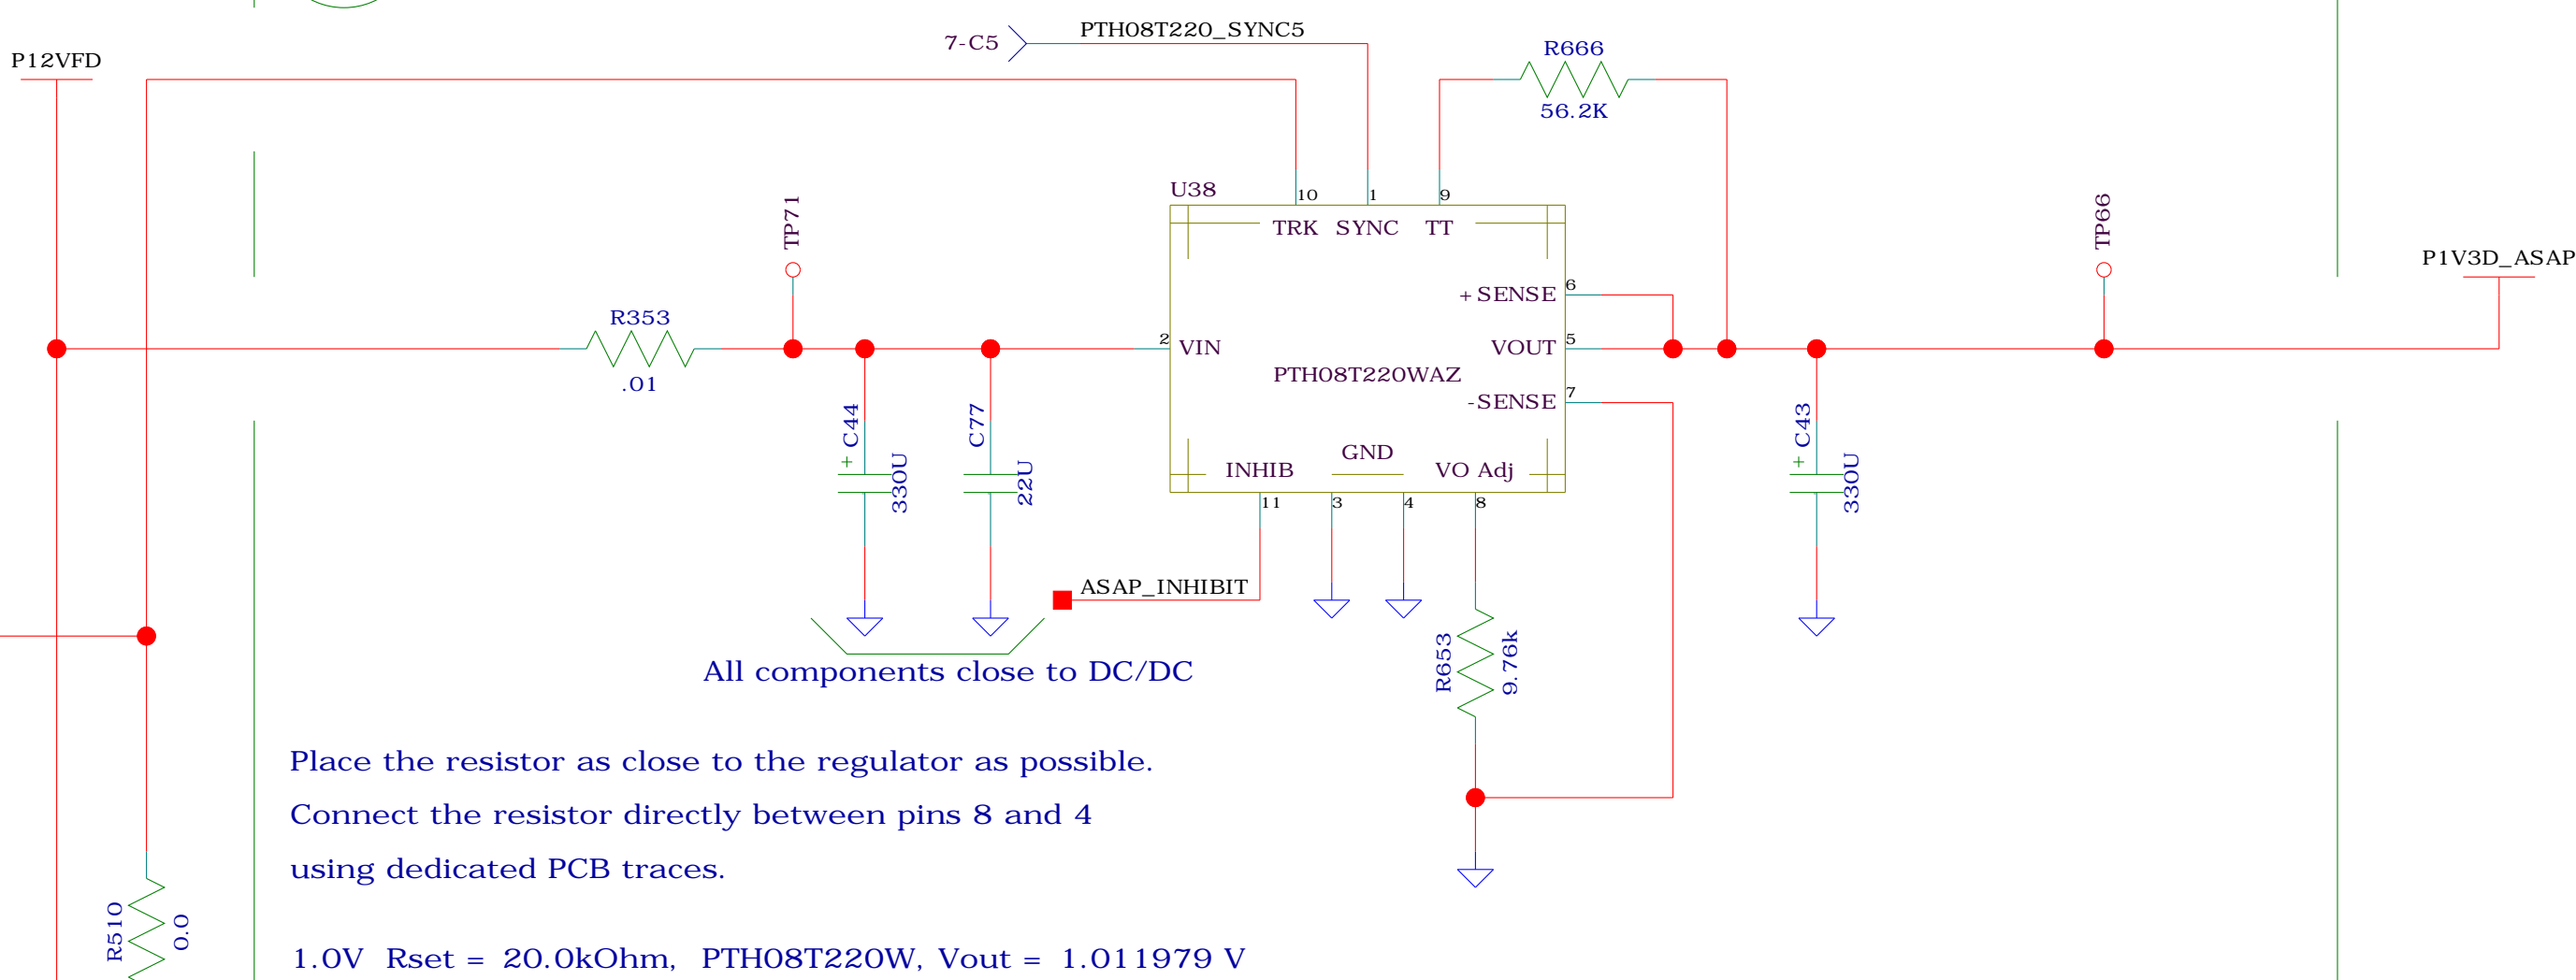 7-C5 PTH08T220_SYNC5
R666
P12VFD
56.2K
U38
10 1 9
TP71
TRK SYNC TT
TP66
P1V3D_ASAP
+SENSE 6
R353
2 VIN
VOUT 5
.01
PTH08T220WAZ
-SENSE 7
+ C44
330U
C77
22U
+ C43
330U
GND
INHIB
VO Adj
11 3 4 8
ASAP_INHIBIT
R653
9.76k
All components close to DC/DC
Place the resistor as close to the regulator as possible.
Connect the resistor directly between pins 8 and 4
using dedicated PCB traces.
R510
0.0
1.0V Rset = 20.0kOhm, PTH08T220W, Vout = 1.011979 V